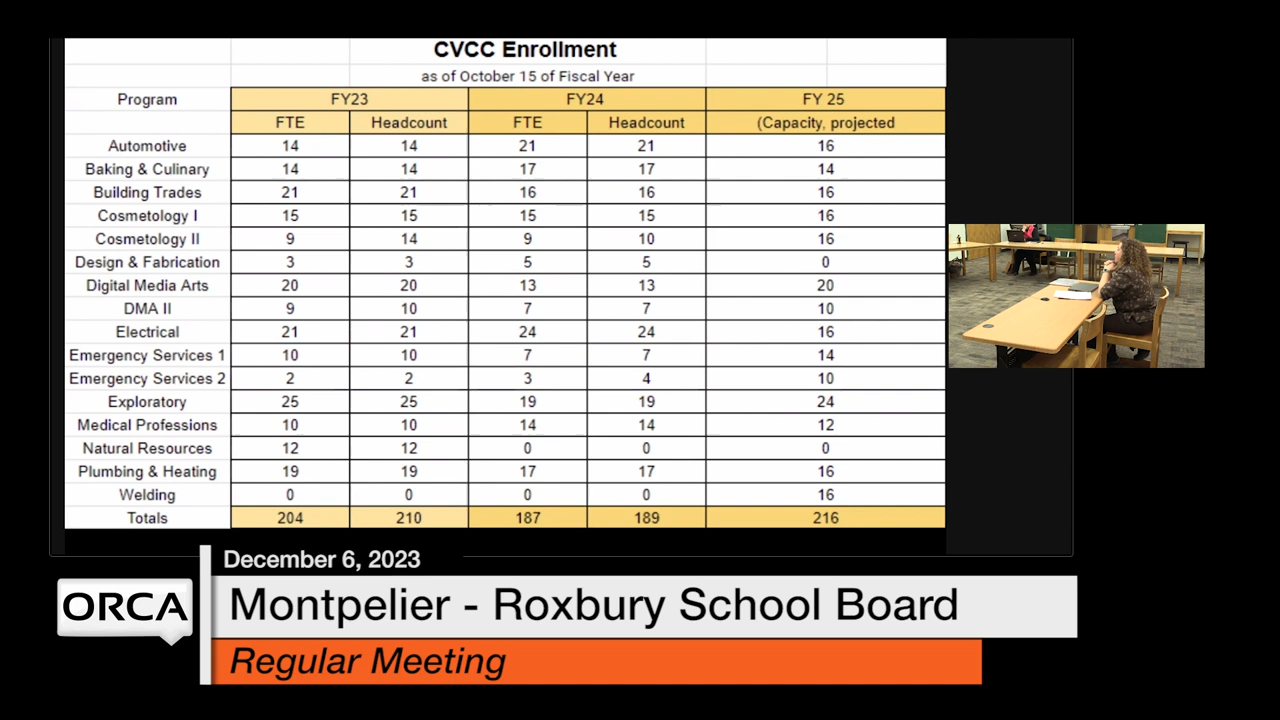 CVCC Enrollment
as of October 15 of Fiscal Year
Program FY23 FY24 FY 25
FTE Headcount FTE Headcount (Capacity, projected
Automotive 14 14 21 21 16
Baking & Culinary 14 14 17 17 14
Building Trades 21 21 16 16 16
Cosmetology I 15 15 15 15 16
Cosmetology II 9 14 9 10 16
Design & Fabrication 3 3 5 5 0
Digital Media Arts 20 20 13 13 20
DMA II 9 10 7 7 10
Electrical 21 21 24 24 16
Emergency Services 1 10 10 7 7 14
Emergency Services 2 2 2 3 4 10
Exploratory 25 25 19 19 24
Medical Professions 10 10 14 14 12
Natural Resources 12 12 0 0 0
Plumbing & Heating 19 19 17 17 16
Welding 0 0 0 0 16
Totals 204 210 187 189 216
December 6, 2023
ORCA
Montpelier - Roxbury School Board
Regular Meeting